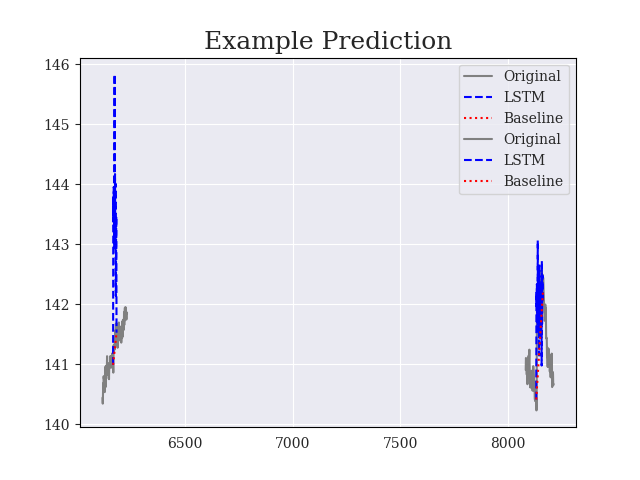 Example Prediction
146
145
144
143
142
141
140
6500
7000
7500
8000
Original
LSTM
Baseline
Original
LSTM
Baseline